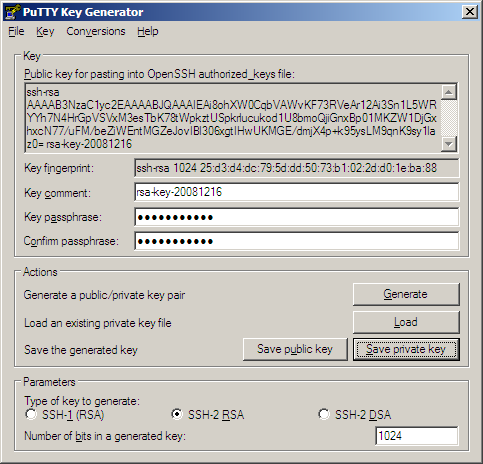 PuTTY Key Generator
File Key Conversions Help
Key
Public key for pasting into OpenSSH authorized_keys file:
ssh-rsa
AAAAB3NzaC1yc2EAAAABJQAAAIEAi8ohXW0CqbVAWvKF73RVeAr12Ai3Sn1L5WR
YYh7N4HrGpVSVxM3esTbK78tWpkztUSpkrlucukod1U8bmoQjiGnxBp01MKZW1DjGx
hxcN77/uFM/beZiWEntMGZeJovIBl306xgtIHwUKMGE/dmjX4p+k95ysLM9qnK9sy1Ia
z0= rsa-key-20081216
Key fingerprint: ssh-rsa 1024 25:d3:d4:dc:79:5d:dd:50:73:b1:02:2d:d0:1e:ba:88
Key comment: rsa-key-20081216
Key passphrase: ●●●●●●●●●●●
Confirm passphrase: ●●●●●●●●●●●
Actions
Generate a public/private key pair Generate
Load an existing private key file Load
Save the generated key Save public key Save private key
Parameters
Type of key to generate:
SSH-1 (RSA) SSH-2 RSA SSH-2 DSA
Number of bits in a generated key: 1024